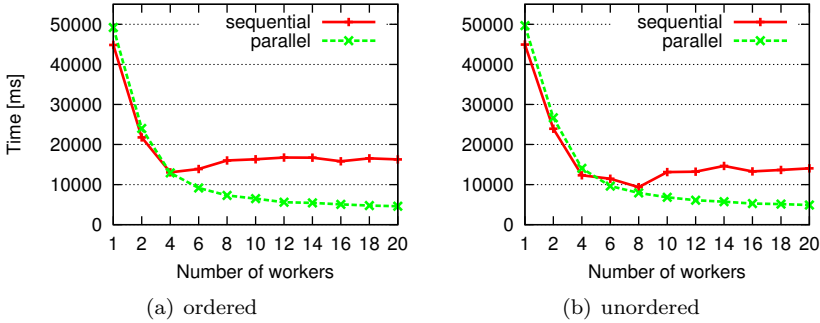 50000
40000
30000
20000
10000
0
Time [ms]
sequential
parallel
1 2 4 6 8 10 12 14 16 18 20
Number of workers
(a) ordered
50000
40000
30000
20000
10000
0
sequential
parallel
1 2 4 6 8 10 12 14 16 18 20
Number of workers
(b) unordered